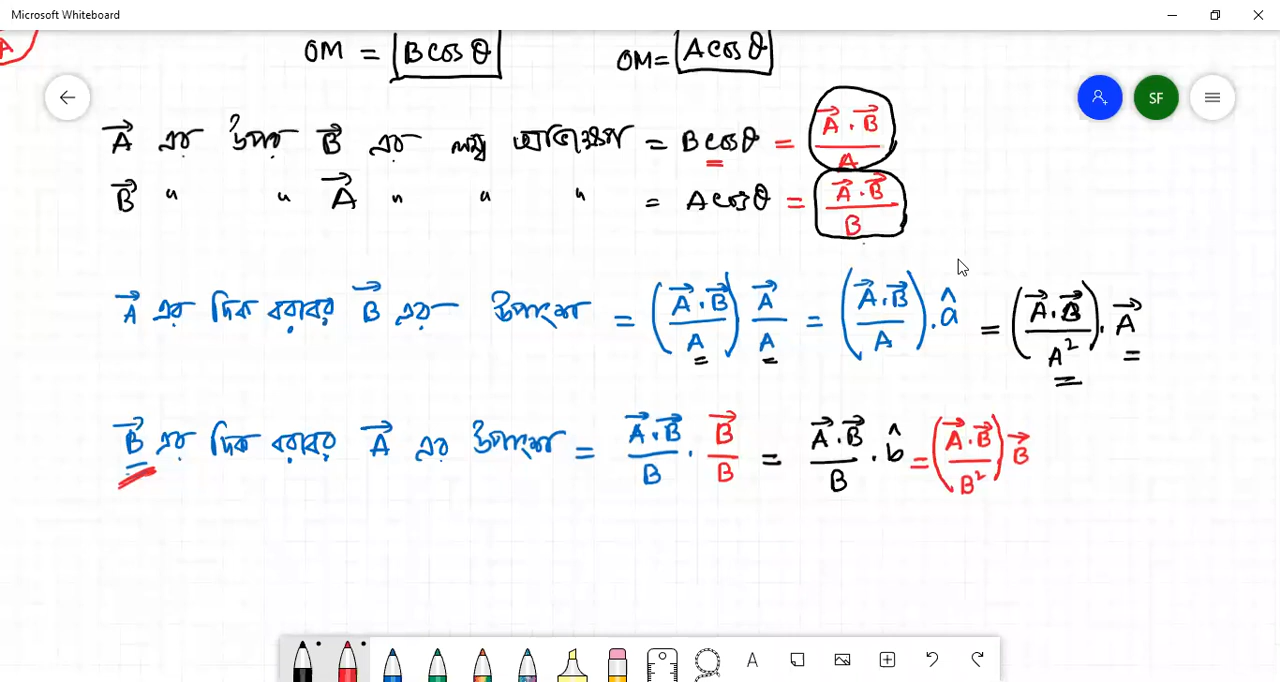 Microsoft Whiteboard
A
OM = B cos θ OM = A cos θ
SF
A⃗ এর উপর B⃗ এর লম্ব অভিক্ষেপ = B cos θ = (A⃗ · B⃗)/A
B⃗ " " A⃗ " " " = A cos θ = (A⃗ · B⃗)/B
A⃗ এর দিক বরাবর B⃗ এর উপাংশ = ((A⃗ · B⃗)/A) A⃗/A = ((A⃗ · B⃗)/A) . â = ((A⃗ · B⃗)/A²) . A⃗
B⃗ এর দিক বরাবর A⃗ এর উপাংশ = (A⃗ · B⃗)/B . B⃗/B = (A⃗ · B⃗)/B . b̂ = ((A⃗ · B⃗)/B²) B⃗